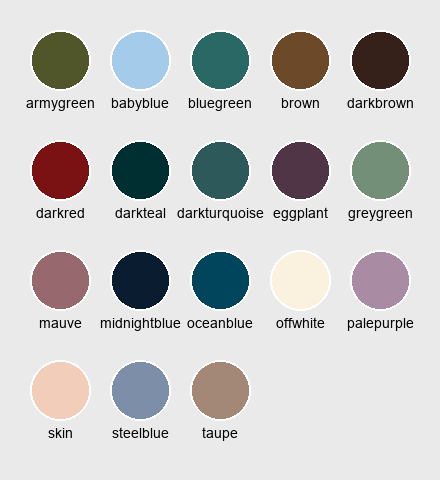 armygreen babyblue bluegreen brown darkbrown
darkred darkteal darkturquoise eggplant greygreen
mauve midnightblue oceanblue offwhite palepurple
skin steelblue taupe